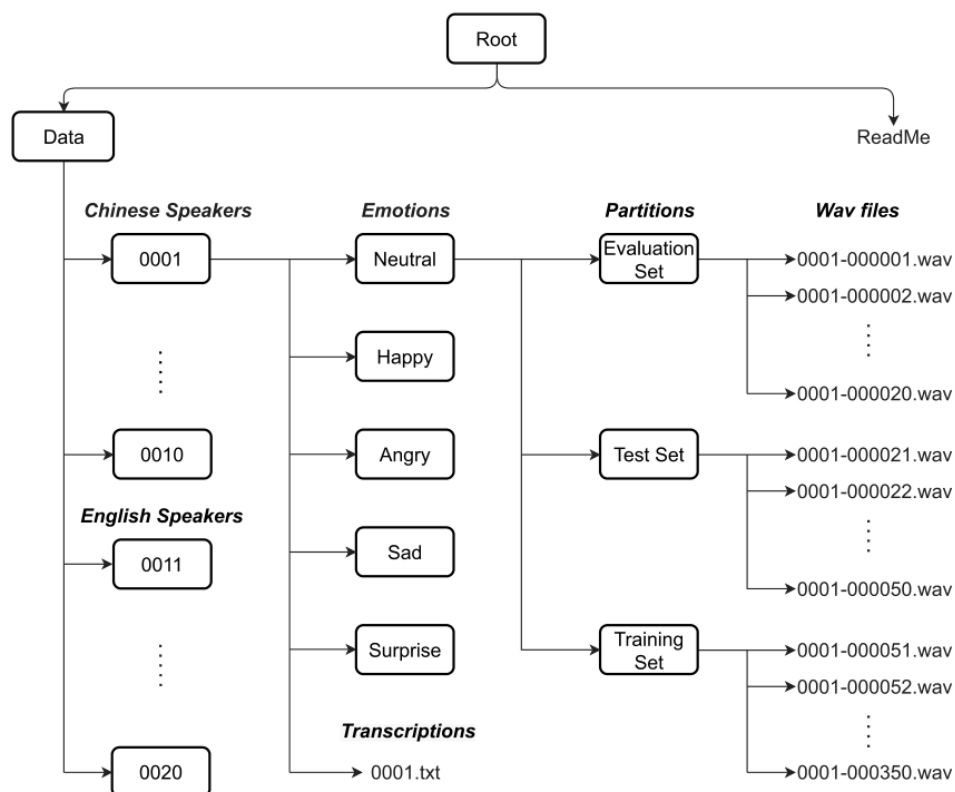 Root
Data
ReadMe
Chinese Speakers
Emotions
Partitions
Wav files
0001
Neutral
Evaluation
Set
0001-000001.wav
0001-000002.wav
Happy
0001-000020.wav
0010
Angry
Test Set
0001-000021.wav
0001-000022.wav
English Speakers
0011
Sad
0001-000050.wav
Surprise
Training
Set
0001-000051.wav
0001-000052.wav
Transcriptions
0020
0001.txt
0001-000350.wav